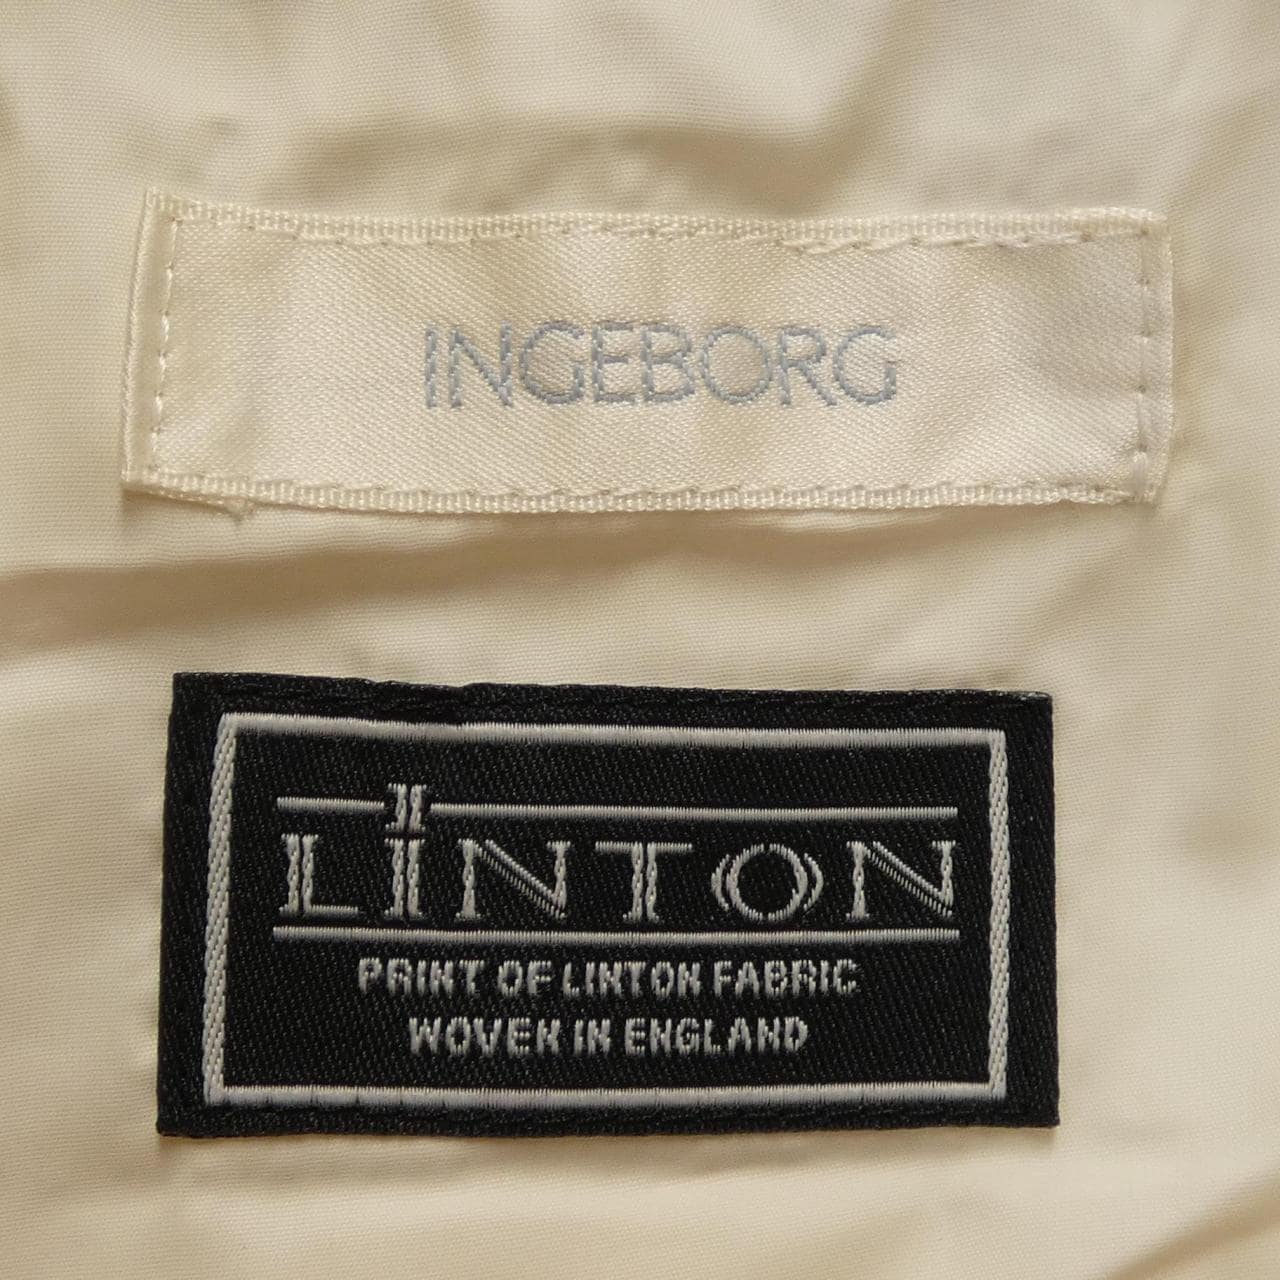 INGEBORG
LINTON
PRINT OF LINTON FABRIC
WOVEN IN ENGLAND